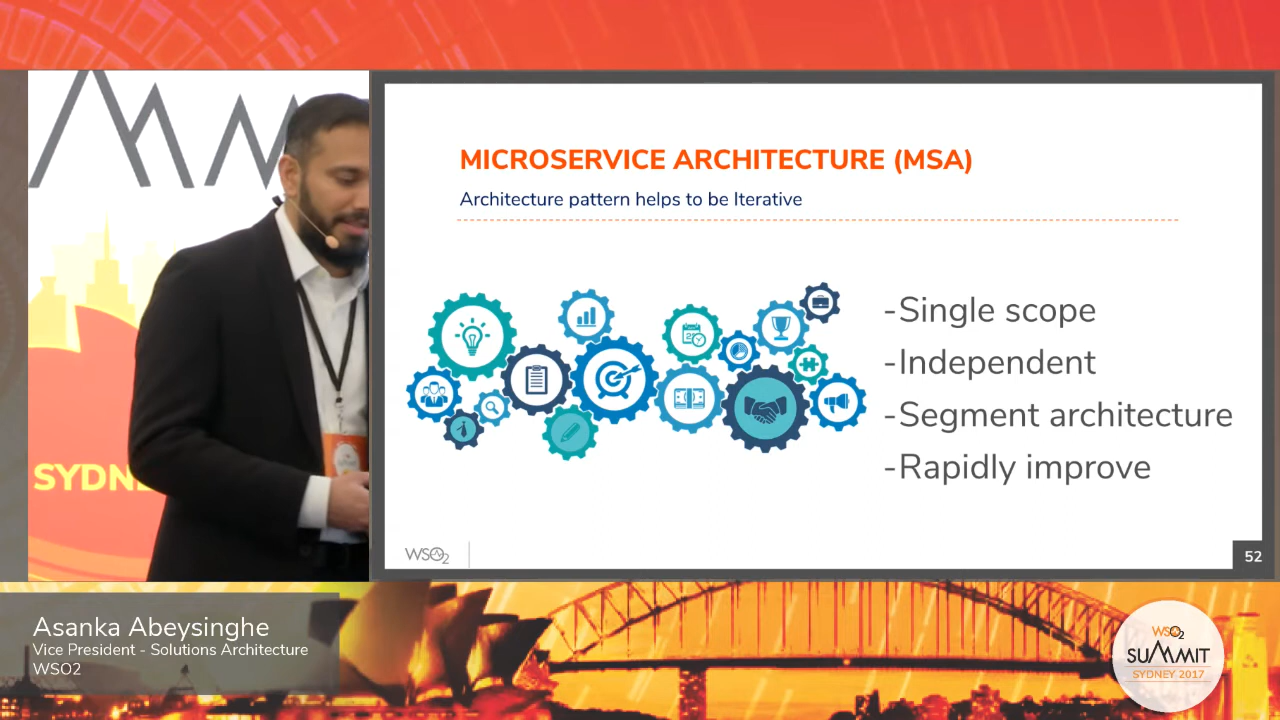 MICROSERVICE ARCHITECTURE (MSA)
Architecture pattern helps to be Iterative
-Single scope
-Independent
-Segment architecture
-Rapidly improve
WSO2
52
SYDNE
Asanka Abeysinghe
Vice President - Solutions Architecture
WSO2
WSO2
SUMMIT
SYDNEY 2017